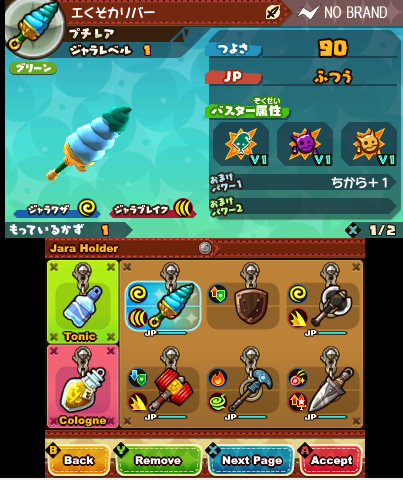 エくそカリバー
NO BRAND
プチレア
ジャラレベル 1
グリーン
つよさ 90
JP ふつう
ぞくせい
バスター属性
V1 V1 V1
おまけパワー1 ちから+1
おまけパワー2
ジャラワザ ジャラブレイク
もっているかず 1
X 1/2
Jara Holder
Tonic
JP JP
Cologne
JP JP JP
B Back
Y Remove
X Next Page
A Accept